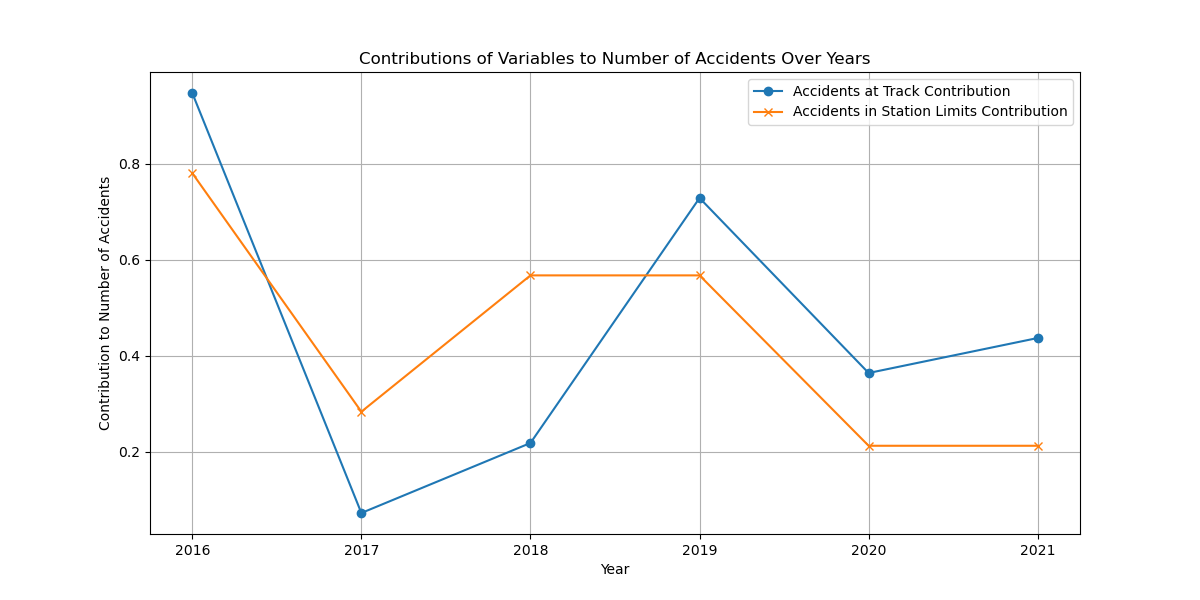 Contributions of Variables to Number of Accidents Over Years
Accidents at Track Contribution
Accidents in Station Limits Contribution
Contribution to Number of Accidents
0.8
0.6
0.4
0.2
2016 2017 2018 2019 2020 2021
Year